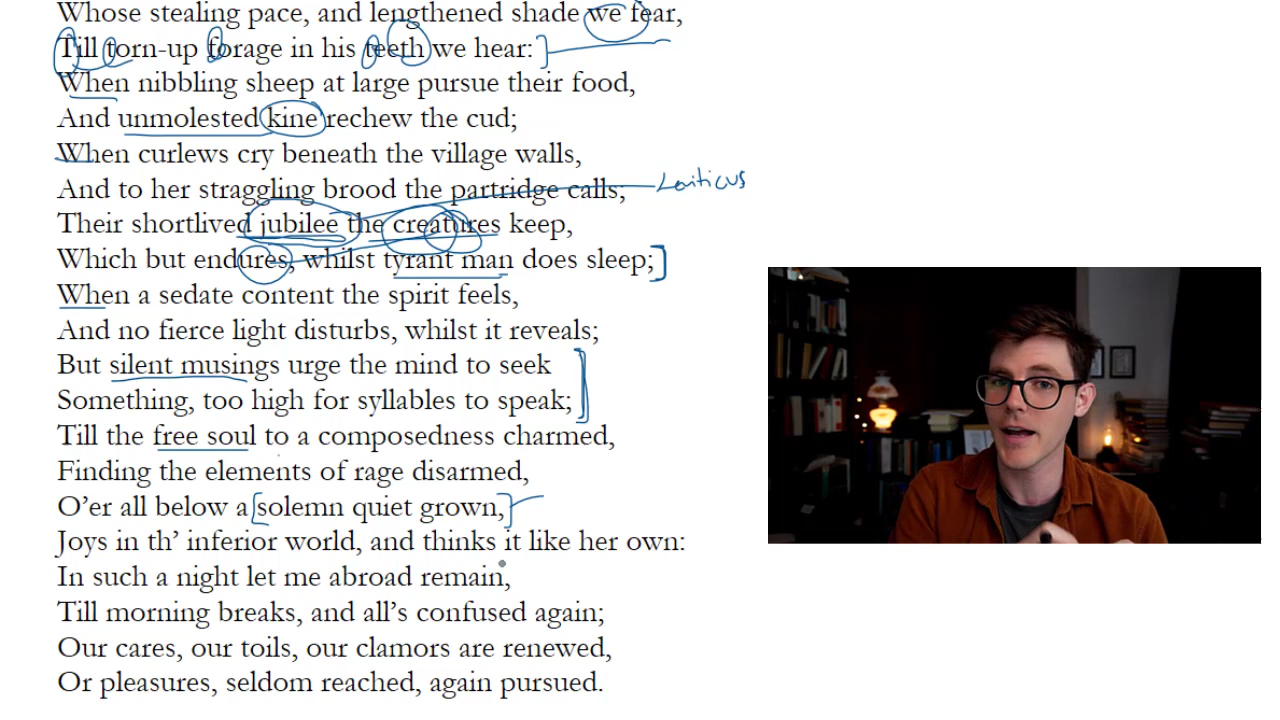 Whose stealing pace, and lengthened shade we fear,
Till torn-up forage in his teeth we hear:
When nibbling sheep at large pursue their food,
And unmolested kine rechew the cud;
When curlews cry beneath the village walls,
And to her straggling brood the partridge calls;
Leviticus
Their shortlived jubilee the creatures keep,
Which but endures, whilst tyrant man does sleep;
When a sedate content the spirit feels,
And no fierce light disturbs, whilst it reveals;
But silent musings urge the mind to seek
Something, too high for syllables to speak;
Till the free soul to a composedness charmed,
Finding the elements of rage disarmed,
O'er all below a solemn quiet grown,
Joys in th' inferior world, and thinks it like her own:
In such a night let me abroad remain,
Till morning breaks, and all's confused again;
Our cares, our toils, our clamors are renewed,
Or pleasures, seldom reached, again pursued.